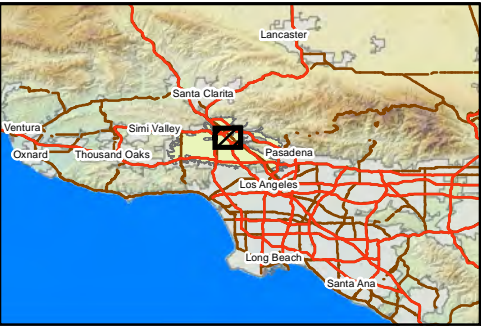 Lancaster
Santa Clarita
Ventura
Simi Valley
Oxnard
Thousand Oaks
Pasadena
Los Angeles
Long Beach
Santa Ana